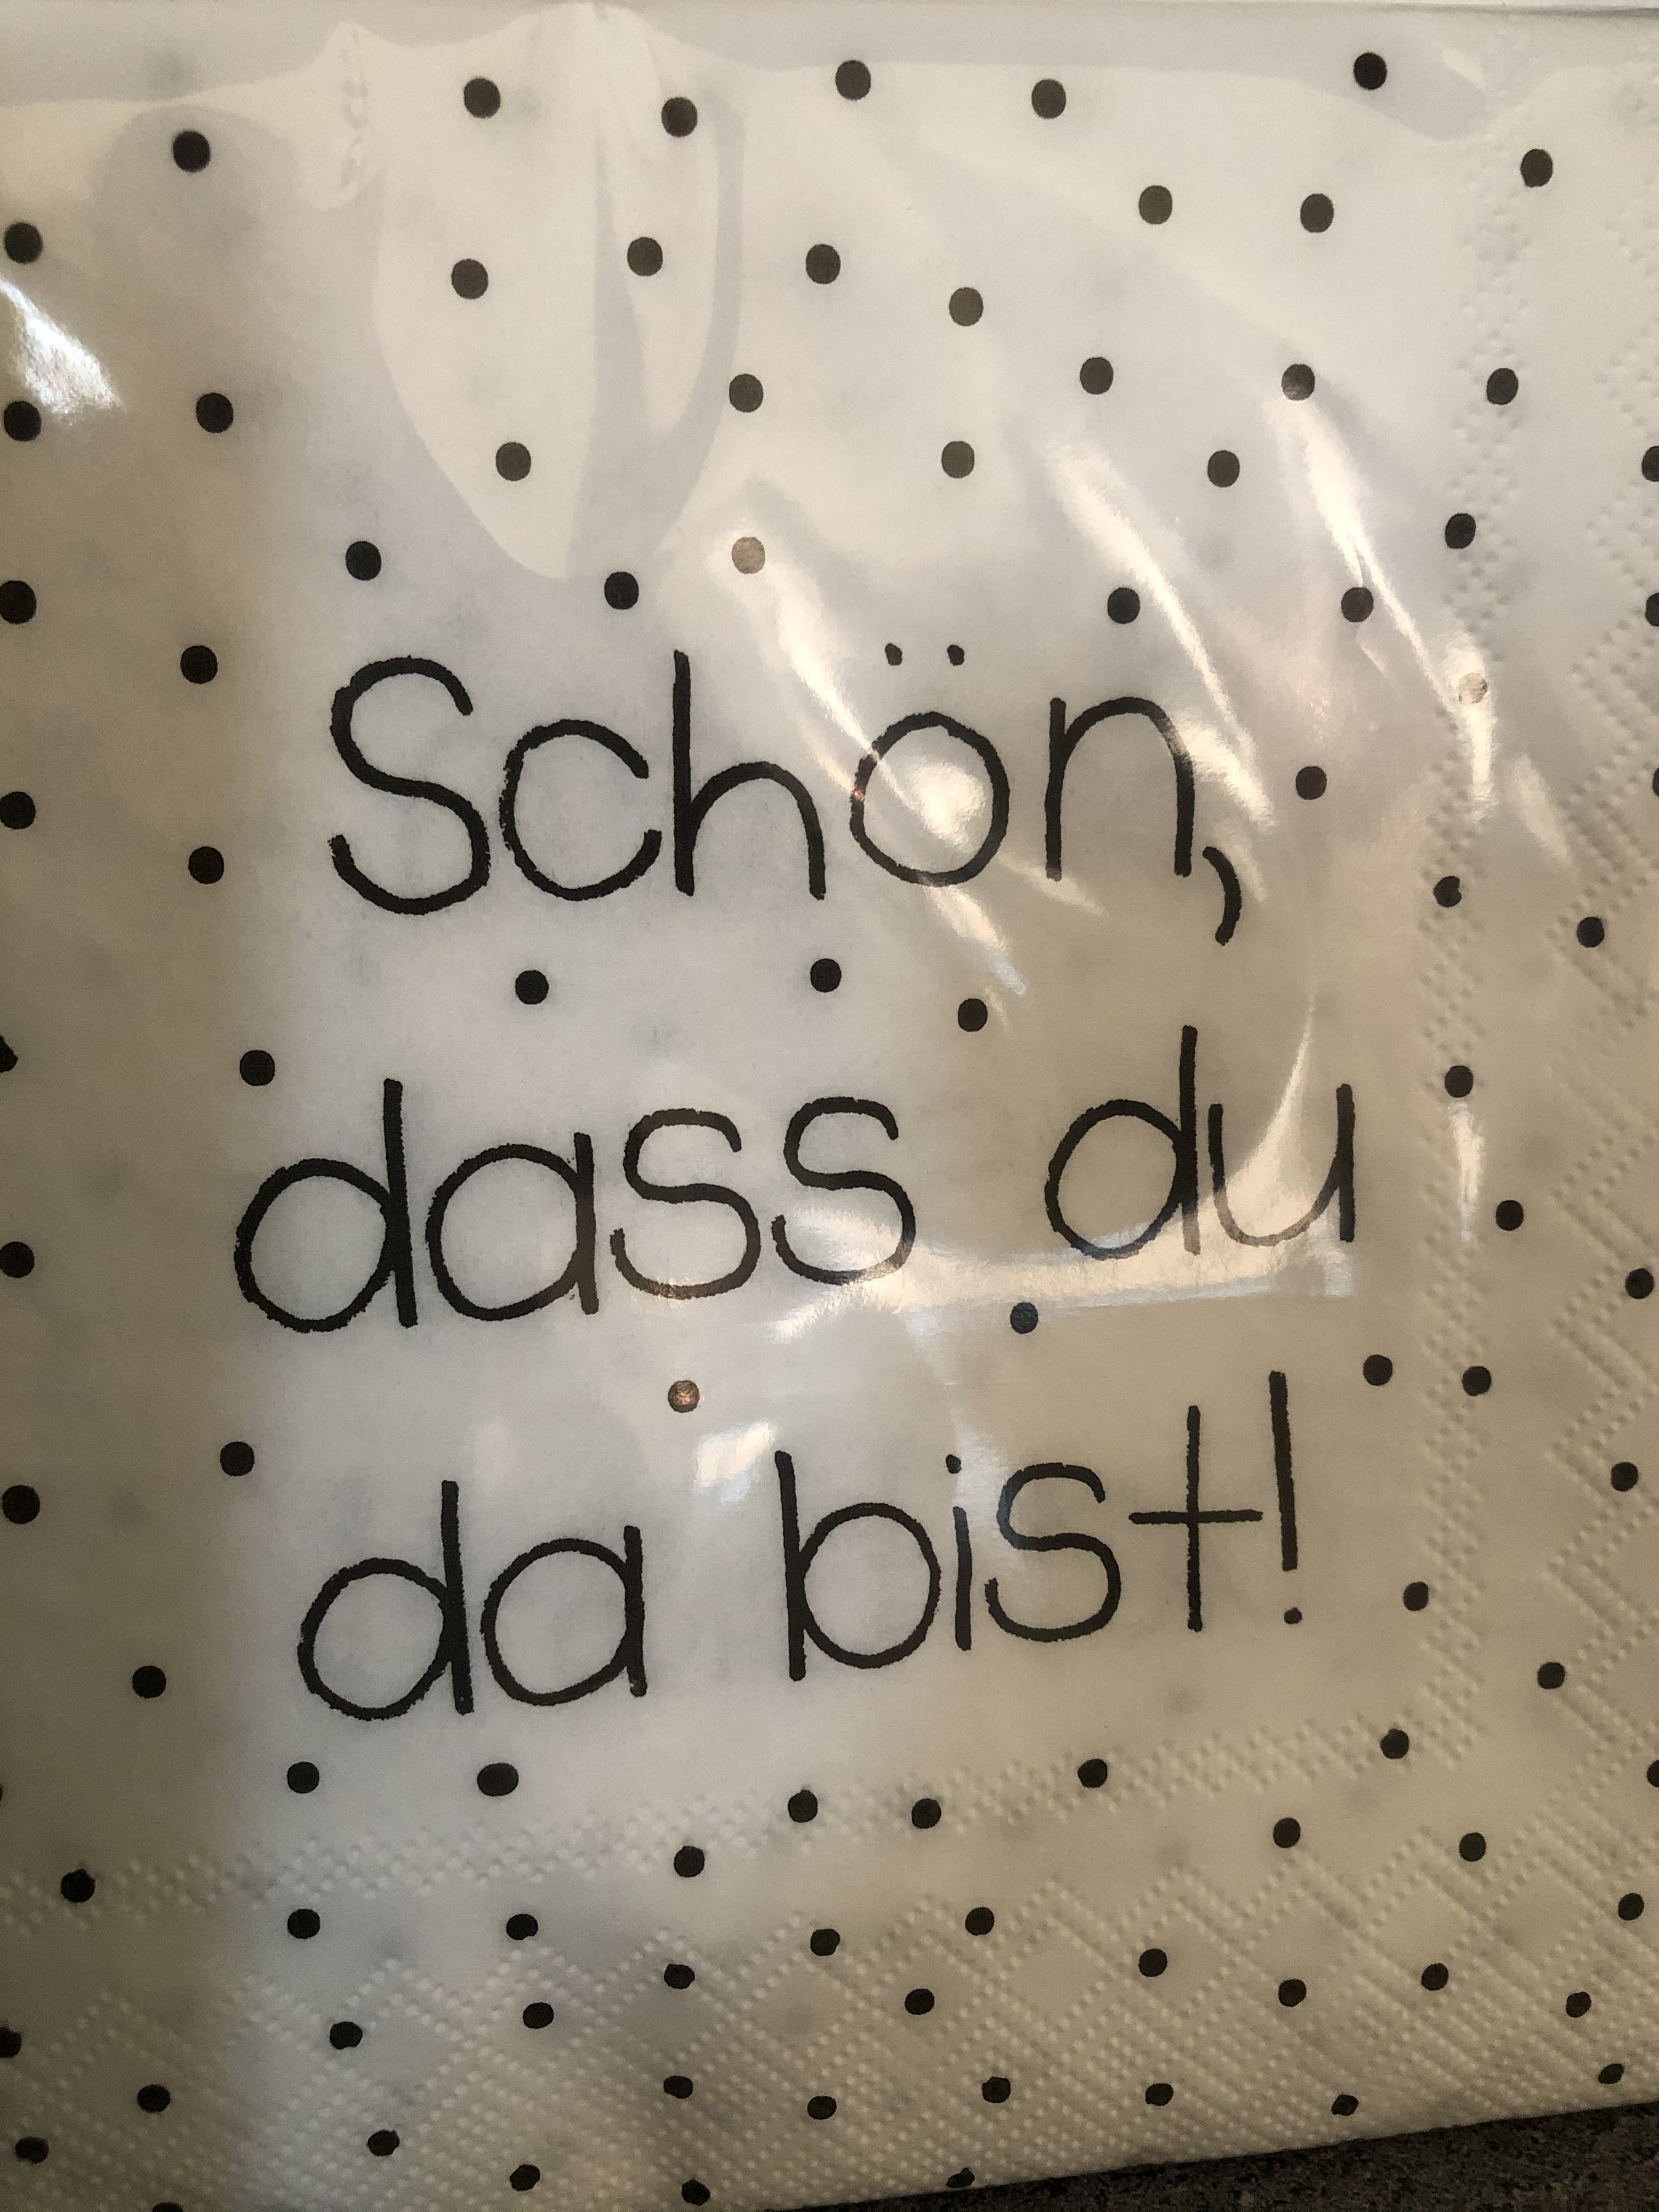 Schön,
dass du
da bist!